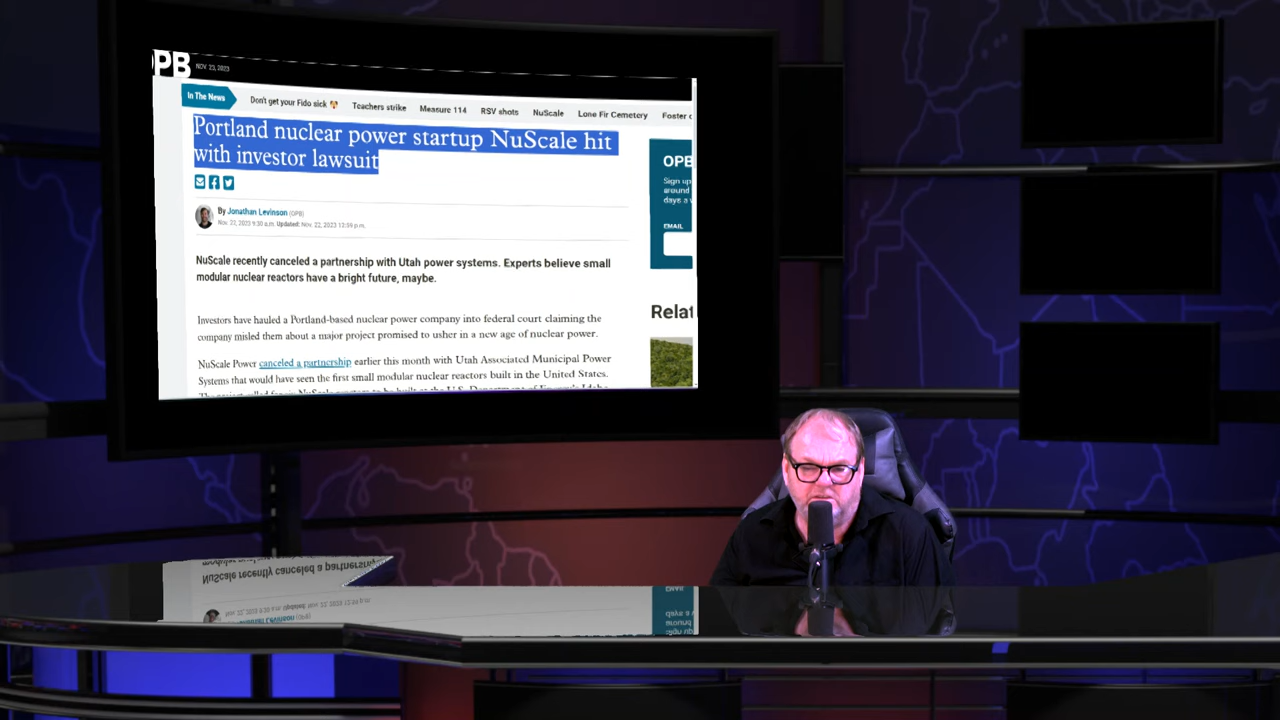 OPB
NOV. 23, 2023
In The News
Don't get your Fido sick 🐶 Teachers strike Measure 114 RSV shots NuScale Lone Fir Cemetery Foster
Portland nuclear power startup NuScale hit
with investor lawsuit
By Jonathan Levinson (OPB)
Nov. 22, 2023 9:30 a.m. Updated: Nov. 22, 2023 12:59 p.m.
NuScale recently canceled a partnership with Utah power systems. Experts believe small
modular nuclear reactors have a bright future, maybe.
Investors have hauled a Portland-based nuclear power company into federal court claiming the
company misled them about a major project promised to usher in a new age of nuclear power.
NuScale Power canceled a partnership earlier this month with Utah Associated Municipal Power
Systems that would have seen the first small modular nuclear reactors built in the United States.
OPB
Sign up
around
days a
EMAIL
Relat